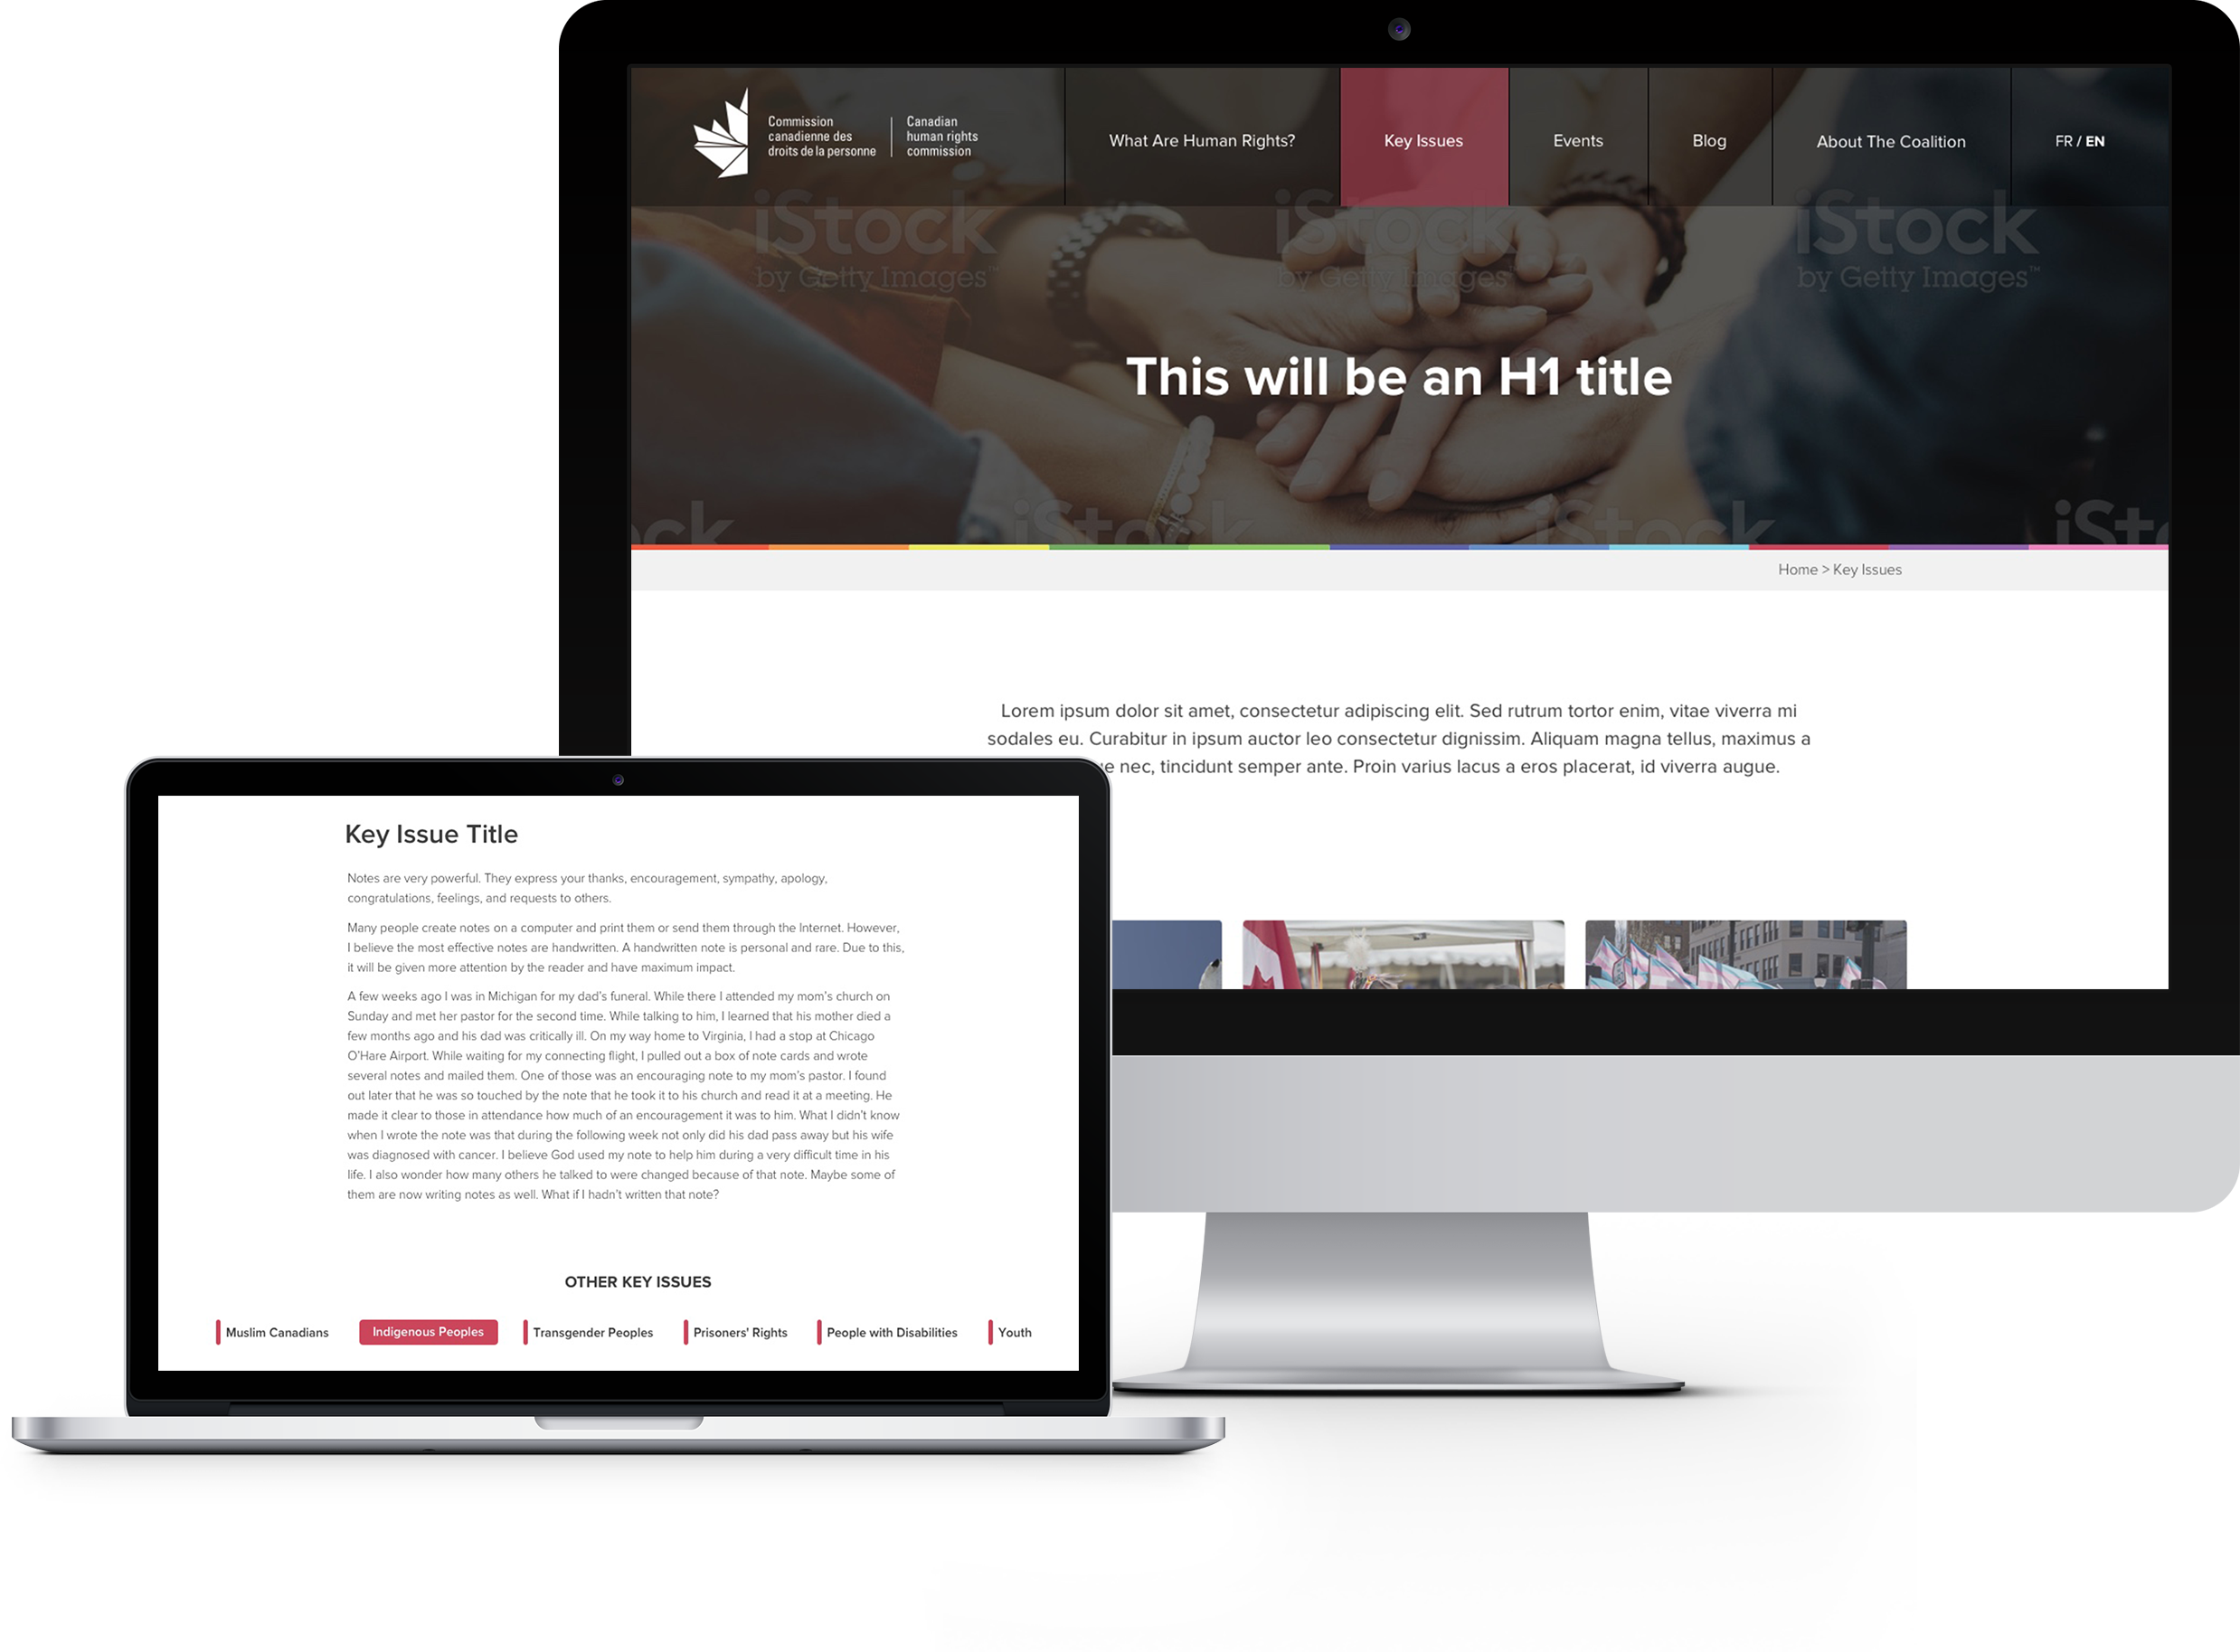 Commission
canadienne des
droits de la personne
Canadian
human rights
commission
What Are Human Rights?
Key Issues
Events
Blog
About The Coalition
FR / EN
iStock
by Getty Images™
iStock
by Getty Images™
iStock
by Getty Images™
This will be an H1 title
ock
iStock
iStock
iSto
Home > Key Issues
Lorem ipsum dolor sit amet, consectetur adipiscing elit. Sed rutrum tortor enim, vitae viverra mi
sodales eu. Curabitur in ipsum auctor leo consectetur dignissim. Aliquam magna tellus, maximus a
nec, tincidunt semper ante. Proin varius lacus a eros placerat, id viverra augue.
Key Issue Title
Notes are very powerful. They express your thanks, encouragement, sympathy, apology,
congratulations, feelings, and requests to others.
Many people create notes on a computer and print them or send them through the Internet. However,
I believe the most effective notes are handwritten. A handwritten note is personal and rare. Due to this,
it will be given more attention by the reader and have maximum impact.
A few weeks ago I was in Michigan for my dad's funeral. While there I attended my mom's church on
Sunday and met her pastor for the second time. While talking to him, I learned that his mother died a
few months ago and his dad was critically ill. On my way home to Virginia, I had a stop at Chicago
O'Hare Airport. While waiting for my connecting flight, I pulled out a box of note cards and wrote
several notes and mailed them. One of those was an encouraging note to my mom's pastor. I found
out later that he was so touched by the note that he took it to his church and read it at a meeting. He
made it clear to those in attendance how much of an encouragement it was to him. What I didn't know
when I wrote the note was that during the following week not only did his dad pass away but his wife
was diagnosed with cancer. I believe God used my note to help him during a very difficult time in his
life. I also wonder how many others he talked to were changed because of that note. Maybe some of
them are now writing notes as well. What if I hadn't written that note?
OTHER KEY ISSUES
Muslim Canadians
Indigenous Peoples
Transgender Peoples
Prisoners' Rights
People with Disabilities
Youth